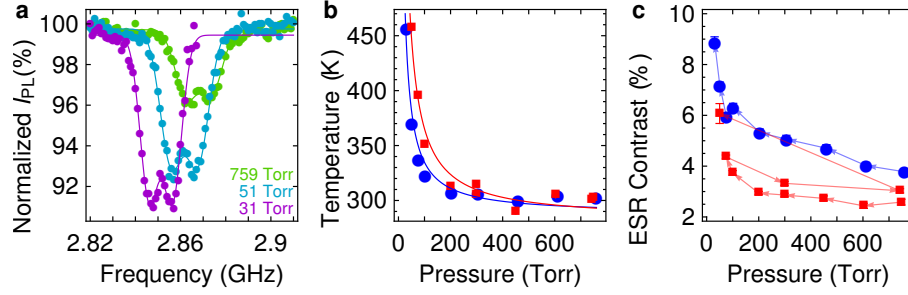 a
Normalized I_PL(%)
100
98
96
94
92
759 Torr
51 Torr
31 Torr
2.82 2.86 2.9
Frequency (GHz)
b
Temperature (K)
450
400
350
300
0 200 400 600
Pressure (Torr)
c
ESR Contrast (%)
10
8
6
4
2
0 200 400 600
Pressure (Torr)